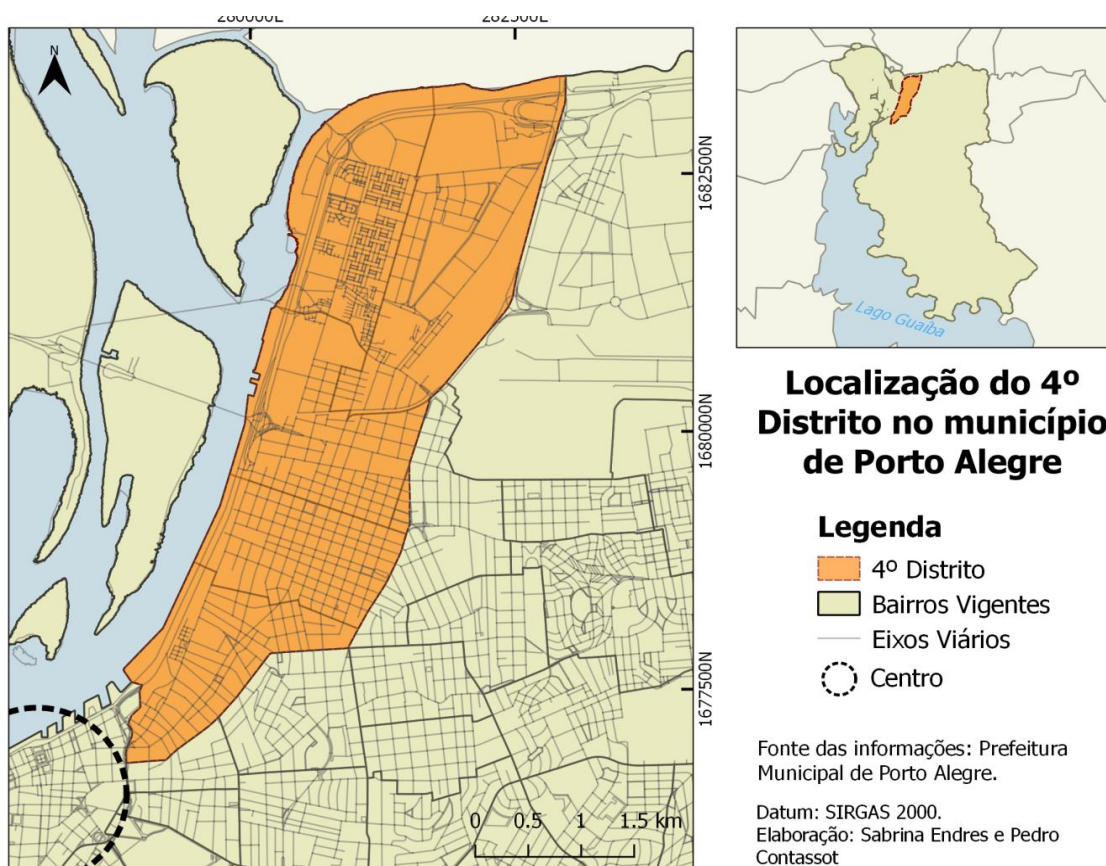 280000E
282500E
N
1682500N
1680000N
1677500N
0 0.5 1 1.5 km
Lago Guaíba
Localização do 4º
Distrito no município
de Porto Alegre
Legenda
4º Distrito
Bairros Vigentes
Eixos Viários
Centro
Fonte das informações: Prefeitura
Municipal de Porto Alegre.
Datum: SIRGAS 2000.
Elaboração: Sabrina Endres e Pedro
Contassot